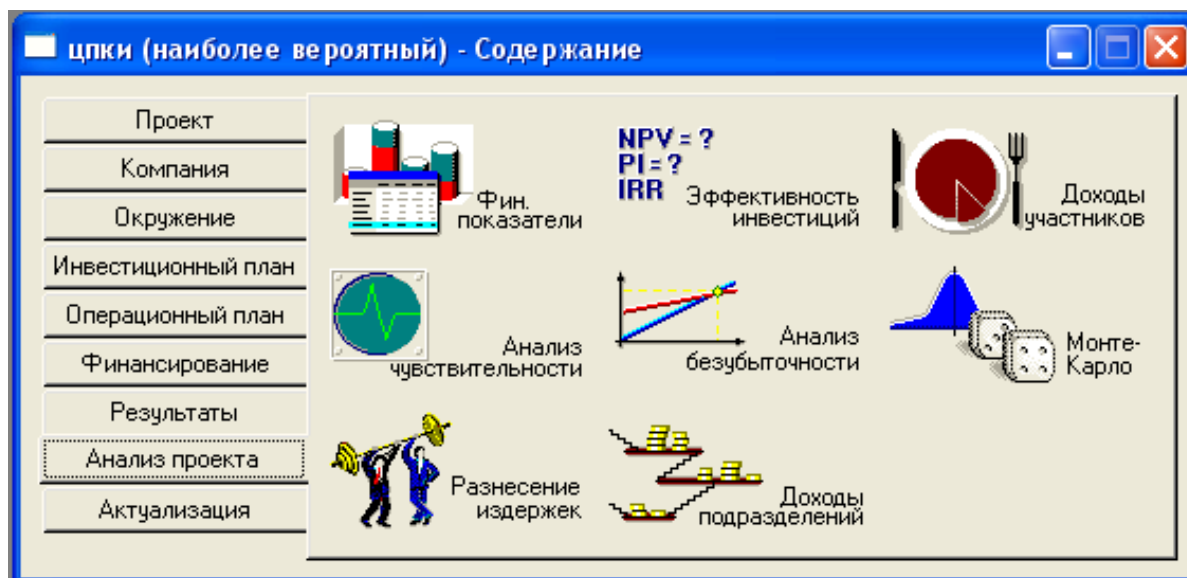 цпки (наиболее вероятный) - Содержание
Проект
Компания
Окружение
Инвестиционный план
Операционный план
Финансирование
Результаты
Анализ проекта
Актуализация
Фин.
показатели
NPV = ?
PI = ?
IRR
Эффективность
инвестиций
Доходы
участников
Анализ
чувствительности
Анализ
безубыточности
Монте-
Карло
Разнесение
издержек
Доходы
подразделений